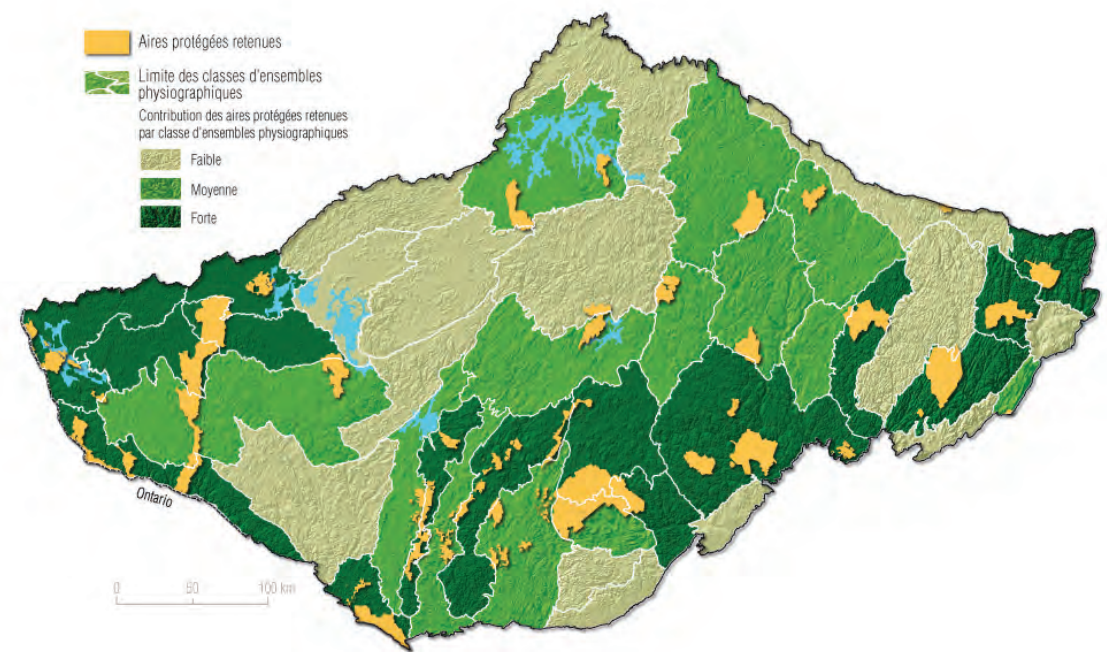 Aires protégées retenues
Limite des classes d'ensembles
physiographiques
Contribution des aires protégées retenues
par classe d'ensembles physiographiques
Faible
Moyenne
Forte
Ontario
0 50 100 km